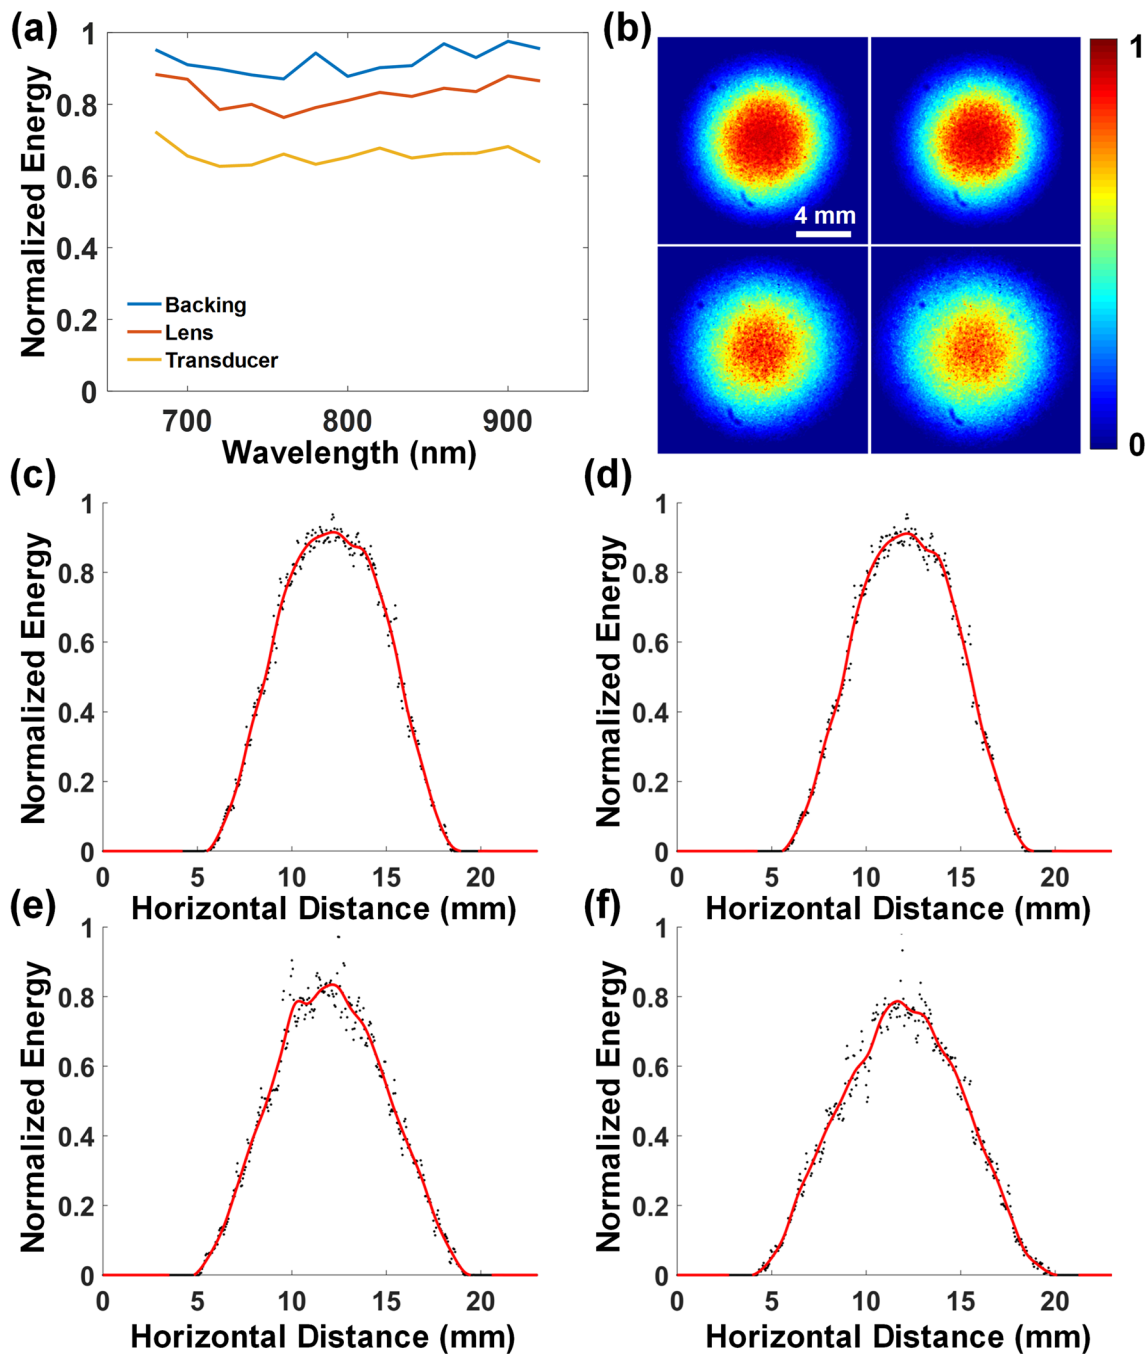 (a)
1
0.8
0.6
0.4
0.2
0
Normalized Energy
Backing
Lens
Transducer
700 800 900
Wavelength (nm)
(b)
4 mm
1
0
(c)
1
0.8
0.6
0.4
0.2
0
Normalized Energy
0 5 10 15 20
Horizontal Distance (mm)
(d)
1
0.8
0.6
0.4
0.2
0
Normalized Energy
0 5 10 15 20
Horizontal Distance (mm)
(e)
1
0.8
0.6
0.4
0.2
0
Normalized Energy
0 5 10 15 20
Horizontal Distance (mm)
(f)
1
0.8
0.6
0.4
0.2
0
Normalized Energy
0 5 10 15 20
Horizontal Distance (mm)